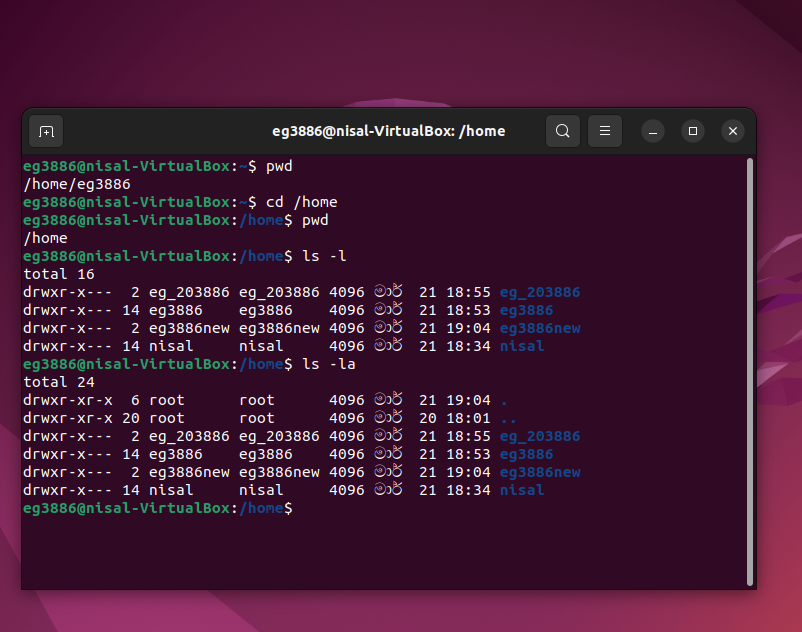 eg3886@nisal-VirtualBox: /home
eg3886@nisal-VirtualBox:~$ pwd
/home/eg3886
eg3886@nisal-VirtualBox:~$ cd /home
eg3886@nisal-VirtualBox:/home$ pwd
/home
eg3886@nisal-VirtualBox:/home$ ls -l
total 16
drwxr-x---  2 eg_203886 eg_203886 4096 මාර්  21 18:55 eg_203886
drwxr-x--- 14 eg3886    eg3886    4096 මාර්  21 18:53 eg3886
drwxr-x---  2 eg3886new eg3886new 4096 මාර්  21 19:04 eg3886new
drwxr-x--- 14 nisal     nisal     4096 මාර්  21 18:34 nisal
eg3886@nisal-VirtualBox:/home$ ls -la
total 24
drwxr-xr-x  6 root      root      4096 මාර්  21 19:04 .
drwxr-xr-x 20 root      root      4096 මාර්  20 18:01 ..
drwxr-x---  2 eg_203886 eg_203886 4096 මාර්  21 18:55 eg_203886
drwxr-x--- 14 eg3886    eg3886    4096 මාර්  21 18:53 eg3886
drwxr-x---  2 eg3886new eg3886new 4096 මාර්  21 19:04 eg3886new
drwxr-x--- 14 nisal     nisal     4096 මාර්  21 18:34 nisal
eg3886@nisal-VirtualBox:/home$